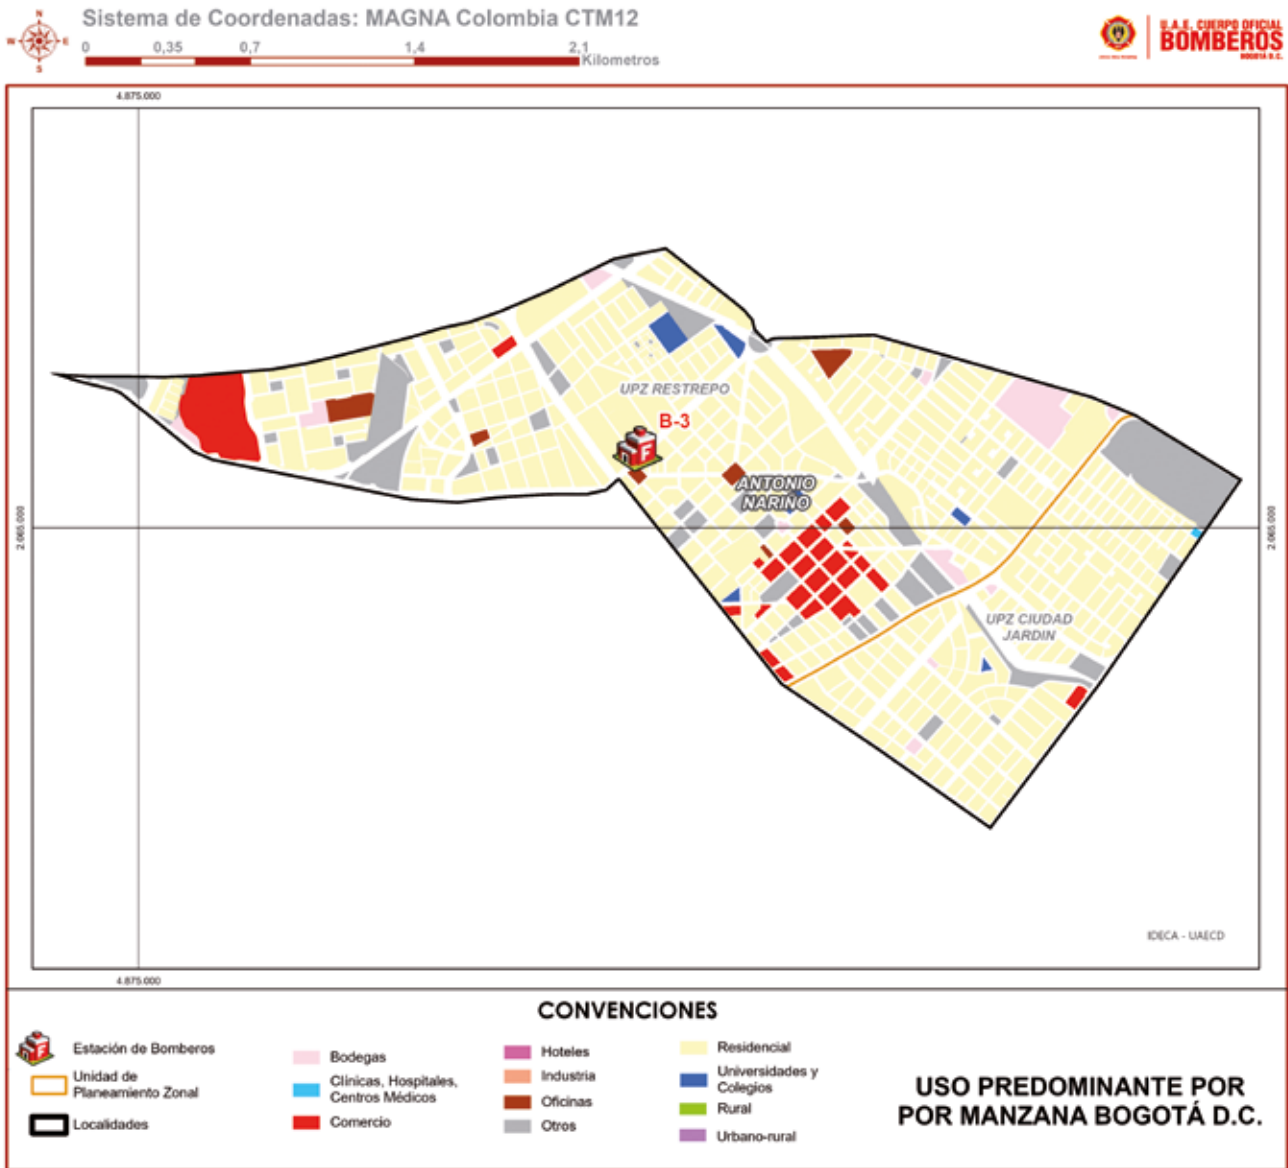 Sistema de Coordenadas: MAGNA Colombia CTM12
N
W E
S
0 0,35 0,7 1,4 2,1
Kilometros
U.A.E. CUERPO OFICIAL
BOMBEROS
BOGOTÁ D.C.
4.875.000
2.065.000
2.065.000
UPZ RESTREPO
B-3
F
ANTONIO
NARIÑO
UPZ CIUDAD
JARDIN
IDECA - UAECD
4.875.000
CONVENCIONES
F
Estación de Bomberos
Unidad de
Planeamiento Zonal
Localidades
Bodegas
Clínicas, Hospitales,
Centros Médicos
Comercio
Hoteles
Industria
Oficinas
Otros
Residencial
Universidades y
Colegios
Rural
Urbano-rural
USO PREDOMINANTE POR
POR MANZANA BOGOTÁ D.C.